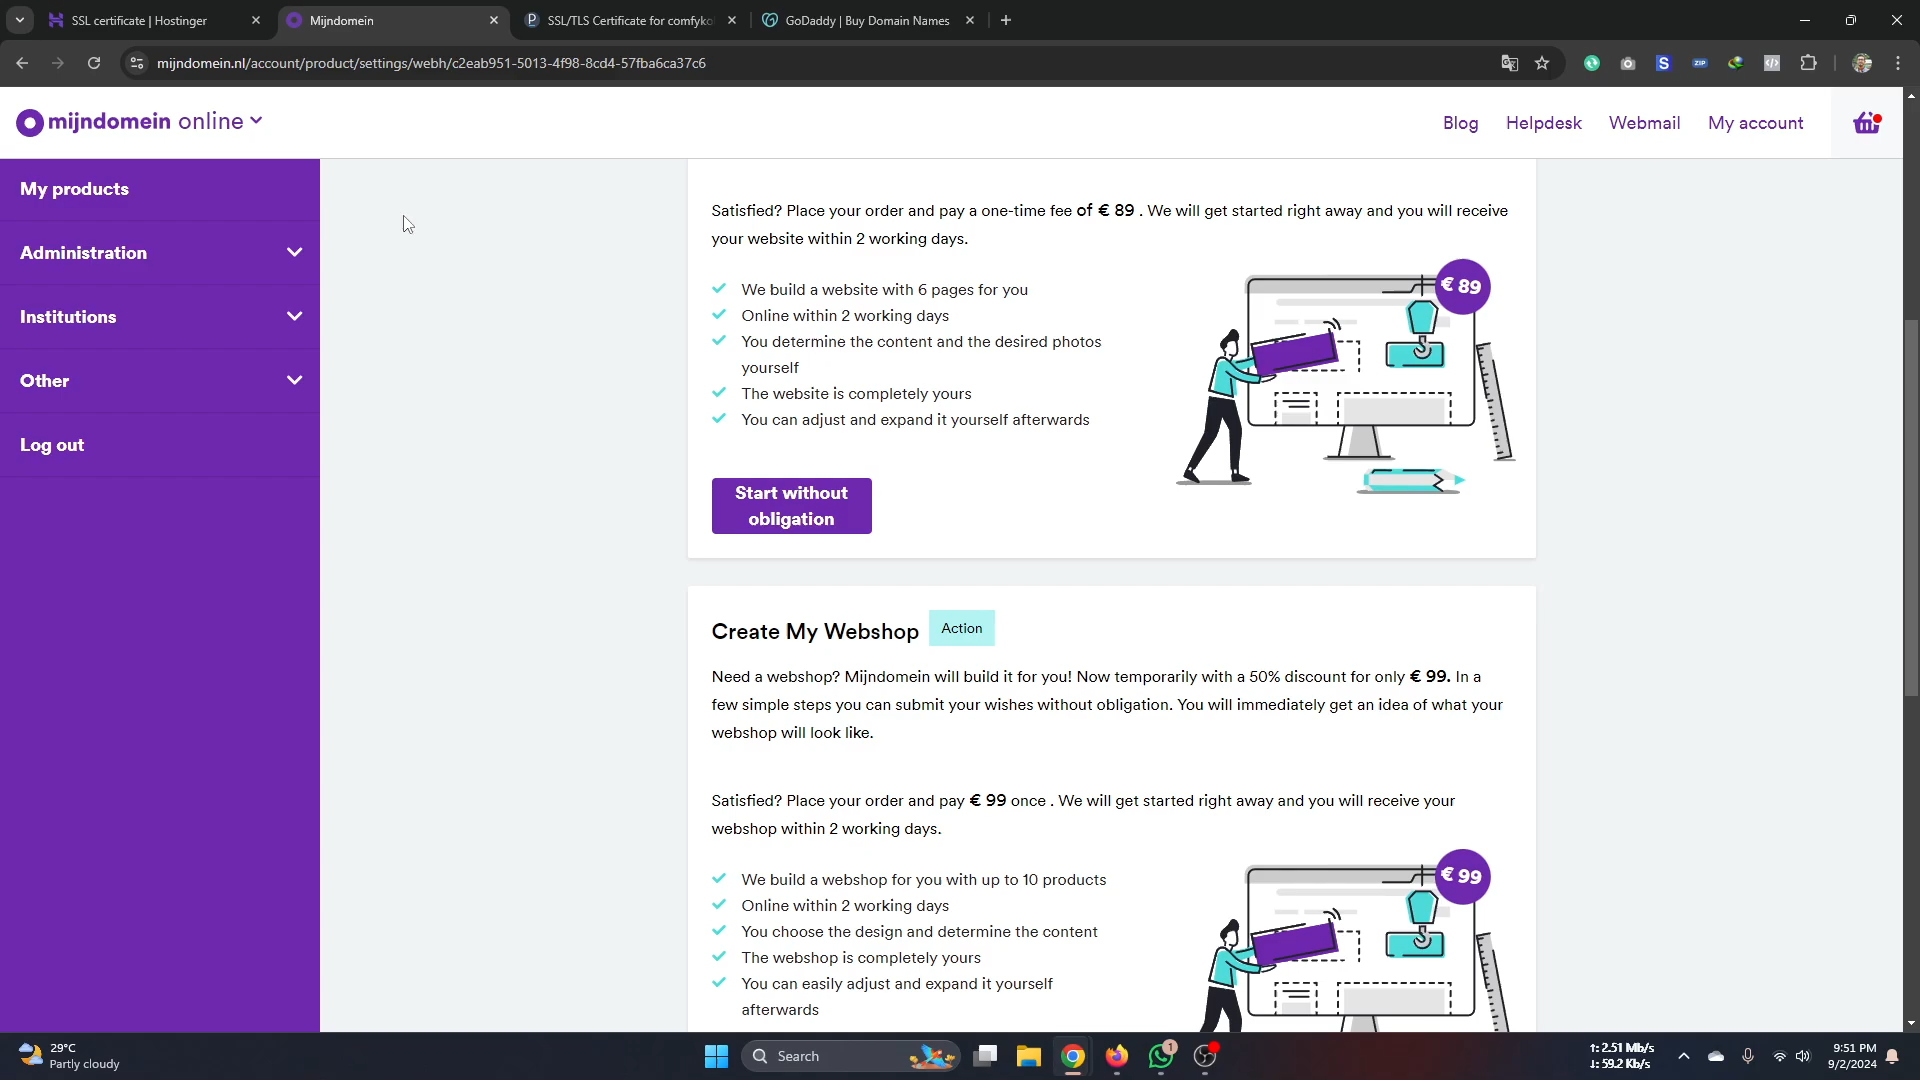 SSL certificate | Hostinger
Mijndomein
SSL/TLS Certificate for comfyko
GoDaddy | Buy Domain Names
mijndomein.nl/account/product/settings/webh/c2eab951-5013-4f98-8cd4-57fba6ca37c6
mijndomein online
Blog
Helpdesk
Webmail
My account
My products
Administration
Institutions
Other
Log out
Satisfied? Place your order and pay a one-time fee of € 89 . We will get started right away and you will receive
your website within 2 working days.
We build a website with 6 pages for you
Online within 2 working days
You determine the content and the desired photos
yourself
The website is completely yours
You can adjust and expand it yourself afterwards
€ 89
Start without
obligation
Create My Webshop
Action
Need a webshop? Mijndomein will build it for you! Now temporarily with a 50% discount for only € 99. In a
few simple steps you can submit your wishes without obligation. You will immediately get an idea of what your
webshop will look like.
Satisfied? Place your order and pay € 99 once . We will get started right away and you will receive your
webshop within 2 working days.
We build a webshop for you with up to 10 products
Online within 2 working days
You choose the design and determine the content
The webshop is completely yours
You can easily adjust and expand it yourself
afterwards
€ 99
29°C
Partly cloudy
Search
1
↑: 2.51 Mb/s
↓: 59.2 Kb/s
9:51 PM
9/2/2024